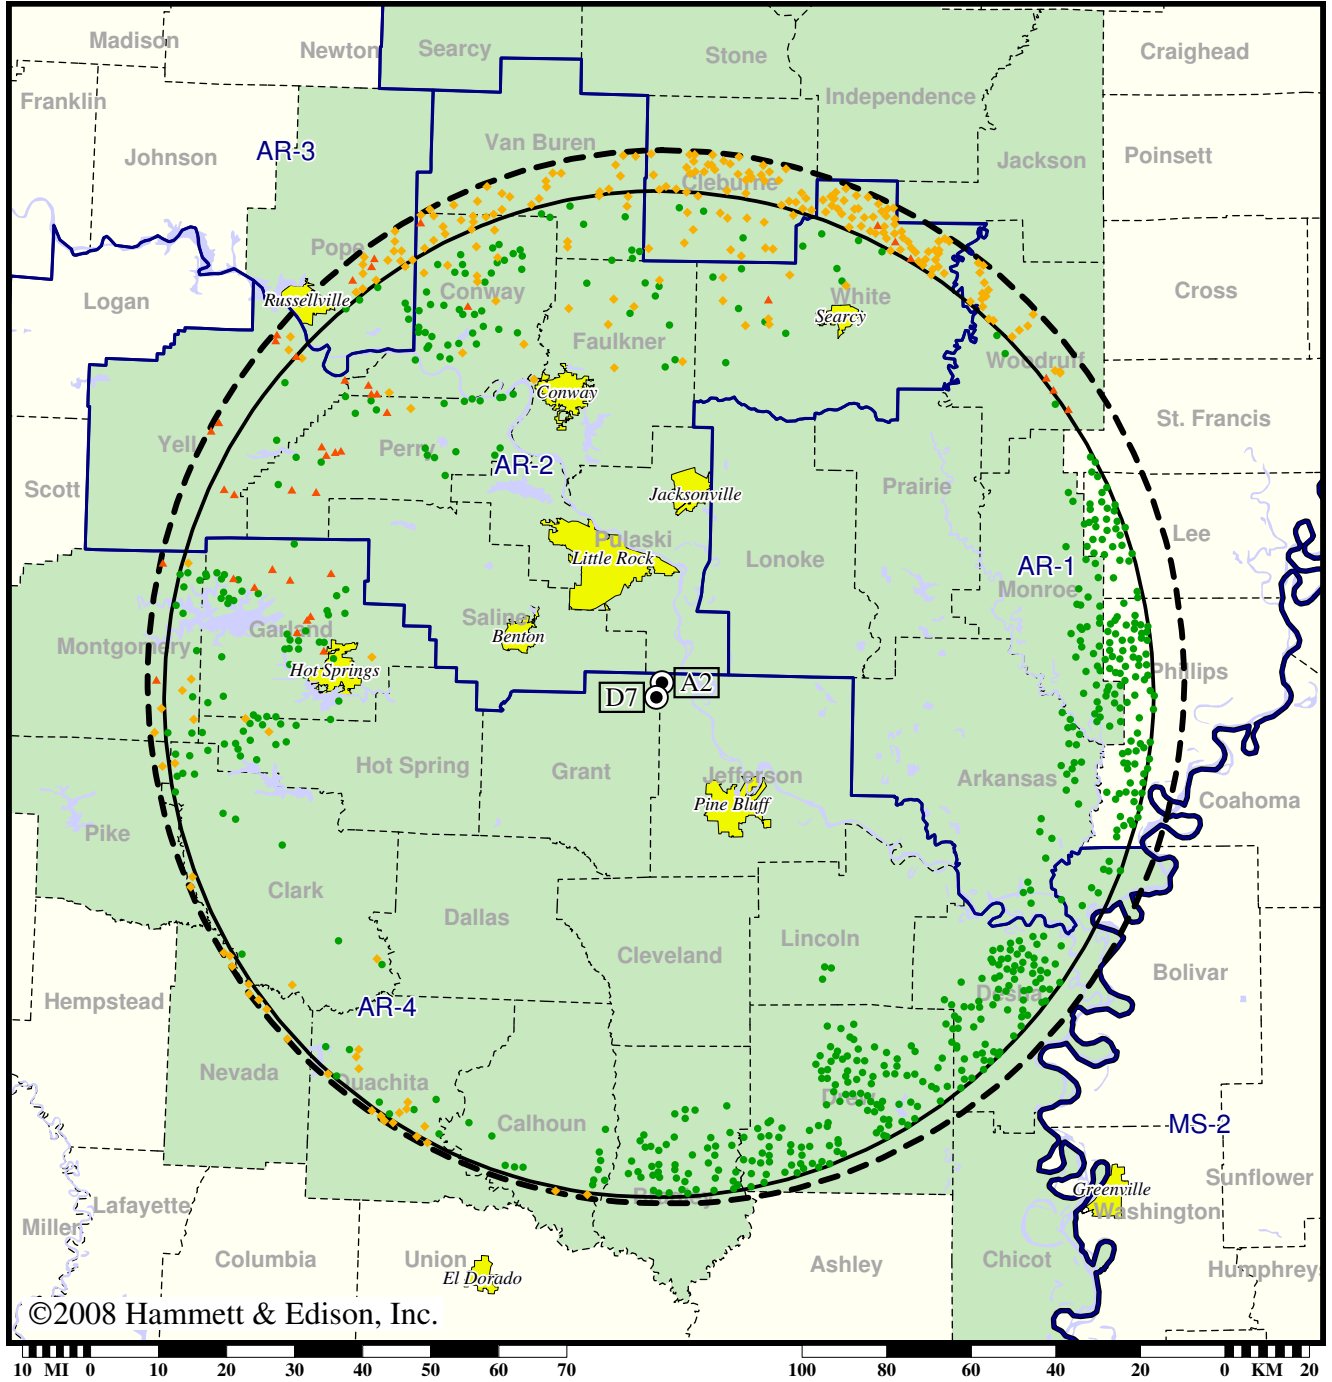 Madison
Newton
Searcy
Stone
Craighead
Franklin
Independence
Johnson
AR-3
Van Buren
Jackson
Poinsett
Cleburne
Pope
Logan
Russellville
Conway
White
Searcy
Cross
Faulkner
Woodruff
Conway
St. Francis
Yell
Perry
AR-2
Scott
Jacksonville
Prairie
Pulaski
Little Rock
Lonoke
Lee
AR-1
Monroe
Saline
Benton
Garland
Montgomery
Hot Springs
Phillips
A2
D7
Hot Spring
Grant
Jefferson
Pine Bluff
Arkansas
Coahoma
Pike
Clark
Dallas
Lincoln
Cleveland
Bolivar
Hempstead
AR-4
Desha
Nevada
Ouachita
Drew
Calhoun
MS-2
Sunflower
Greenville
Washington
Lafayette
Miller
Bradley
Columbia
Union
El Dorado
Ashley
Chicot
Humphreys
©2008 Hammett & Edison, Inc.
10 MI 0 10 20 30 40 50 60 70 100 80 60 40 20 0 KM 20